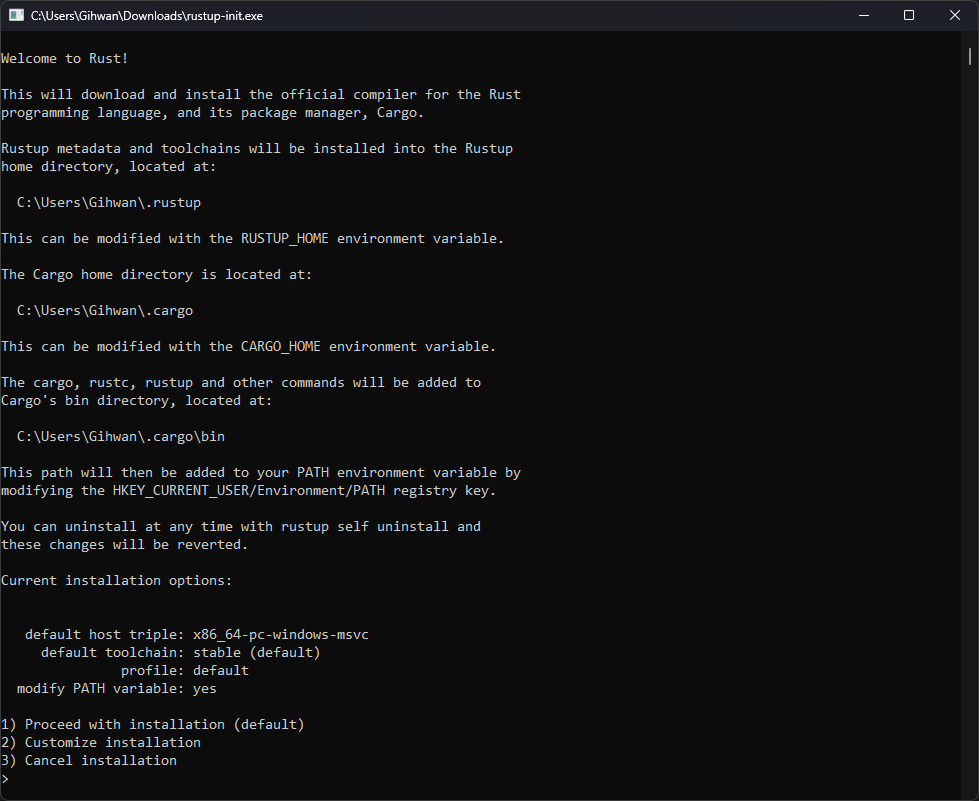 C:\Users\Gihwan\Downloads\rustup-init.exe
Welcome to Rust!
This will download and install the official compiler for the Rust
programming language, and its package manager, Cargo.
Rustup metadata and toolchains will be installed into the Rustup
home directory, located at:
C:\Users\Gihwan\.rustup
This can be modified with the RUSTUP_HOME environment variable.
The Cargo home directory is located at:
C:\Users\Gihwan\.cargo
This can be modified with the CARGO_HOME environment variable.
The cargo, rustc, rustup and other commands will be added to
Cargo's bin directory, located at:
C:\Users\Gihwan\.cargo\bin
This path will then be added to your PATH environment variable by
modifying the HKEY_CURRENT_USER/Environment/PATH registry key.
You can uninstall at any time with rustup self uninstall and
these changes will be reverted.
Current installation options:
default host triple: x86_64-pc-windows-msvc
default toolchain: stable (default)
profile: default
modify PATH variable: yes
1) Proceed with installation (default)
2) Customize installation
3) Cancel installation
>